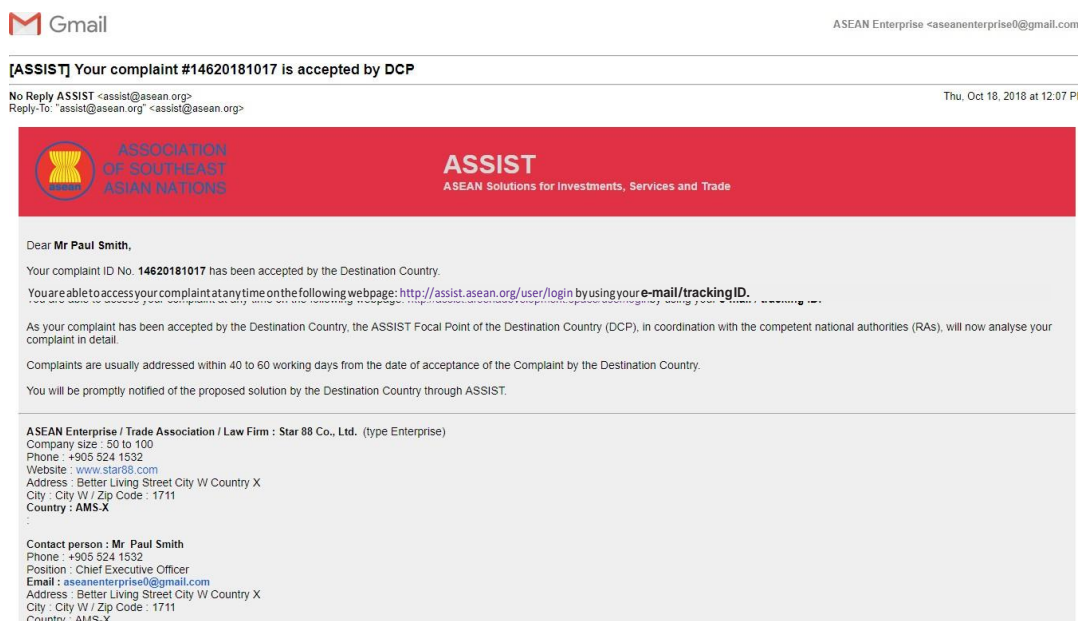 Gmail
ASEAN Enterprise <aseanenterprise0@gmail.com
[ASSIST] Your complaint #14620181017 is accepted by DCP
No Reply ASSIST <assist@asean.org>
Thu, Oct 18, 2018 at 12:07
Reply-To: "assist@asean.org" <assist@asean.org>
ASSOCIATION
OF SOUTHEAST
ASIAN NATIONS
asean
ASSIST
ASEAN Solutions for Investments, Services and Trade
Dear Mr Paul Smith,
Your complaint ID No. 14620181017 has been accepted by the Destination Country.
You are able to access your complaint at any time on the following webpage: http://assist.asean.org/user/login by using your e-mail/tracking ID.
As your complaint has been accepted by the Destination Country, the ASSIST Focal Point of the Destination Country (DCP), in coordination with the competent national authorities (RAs), will now analyse your
complaint in detail.
Complaints are usually addressed within 40 to 60 working days from the date of acceptance of the Complaint by the Destination Country.
You will be promptly notified of the proposed solution by the Destination Country through ASSIST.
ASEAN Enterprise / Trade Association / Law Firm : Star 88 Co., Ltd. (type Enterprise)
Company size : 50 to 100
Phone : +905 524 1532
Website : www.star88.com
Address : Better Living Street City W Country X
City : City W / Zip Code : 1711
Country : AMS-X
:
Contact person : Mr Paul Smith
Phone : +905 524 1532
Position : Chief Executive Officer
Email : aseanenterprise0@gmail.com
Address : Better Living Street City W Country X
City : City W / Zip Code : 1711
Country : AMS-X